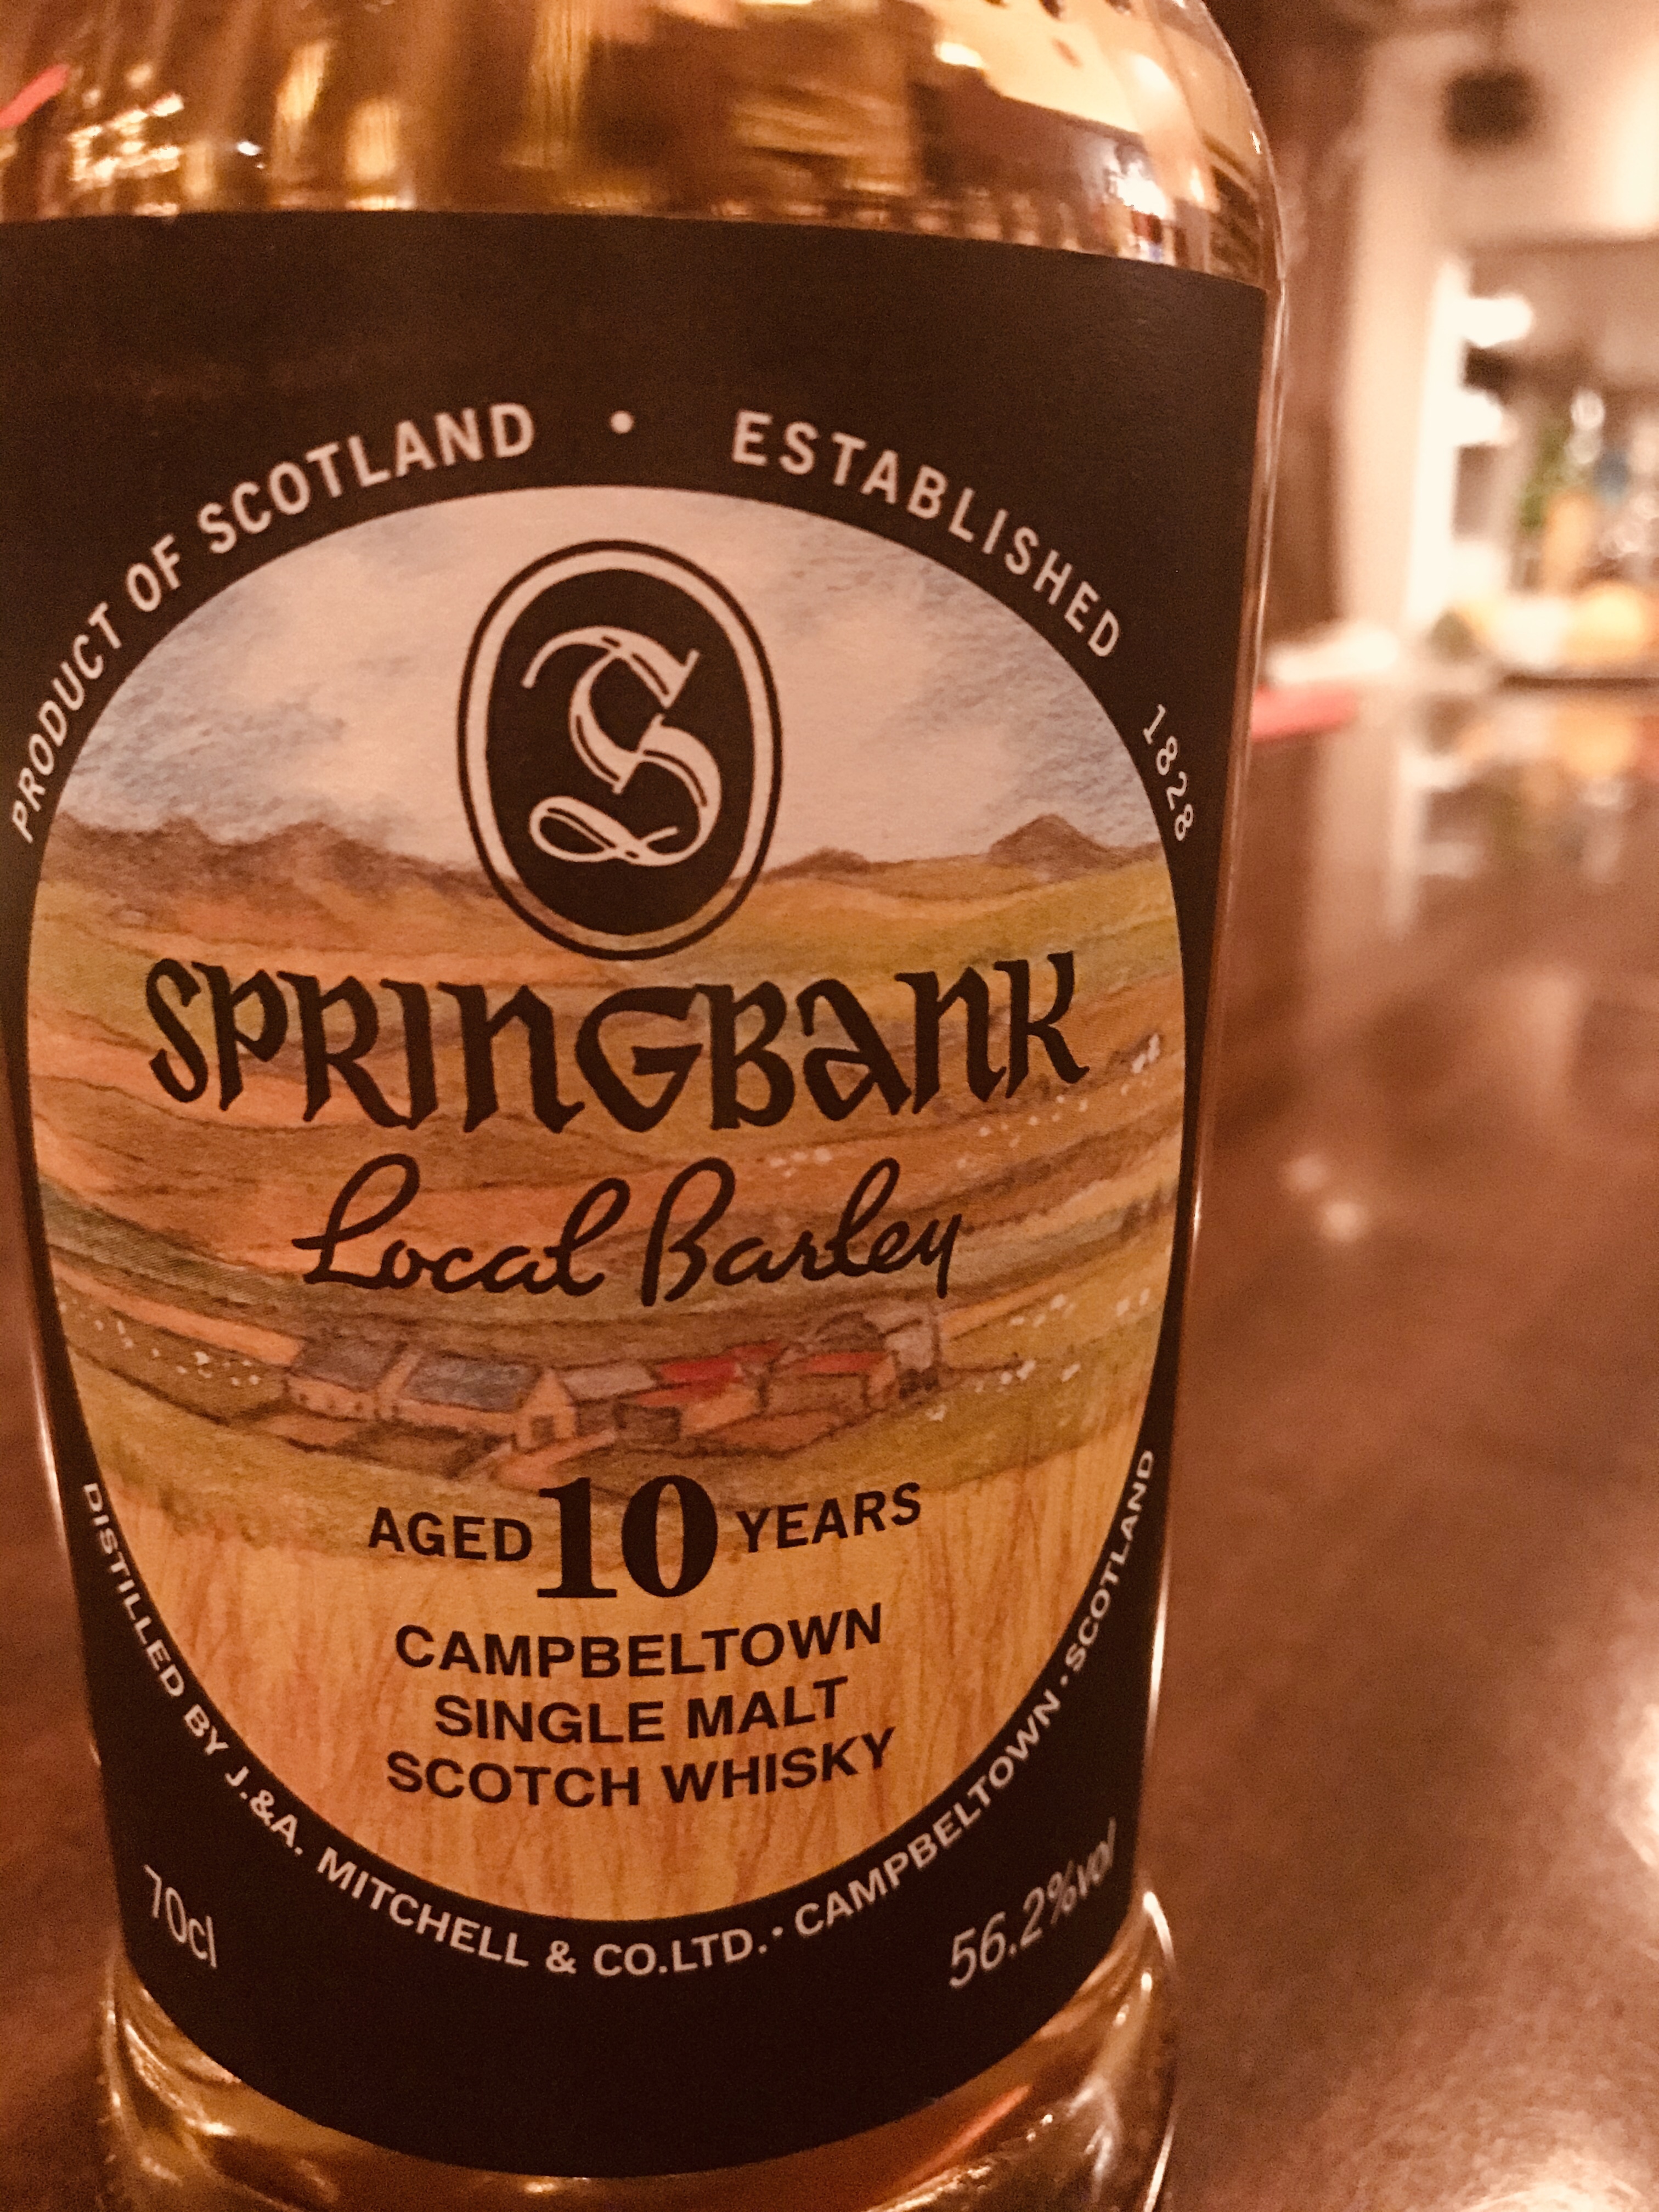 PRODUCT OF SCOTLAND • ESTABLISHED 1828
S
SPRINGBANK
Local Barley
AGED 10 YEARS
CAMPBELTOWN
SINGLE MALT
SCOTCH WHISKY
DISTILLED BY J.&A. MITCHELL & CO.LTD.· CAMPBELTOWN · SCOTLAND
70cl
56.2%vol